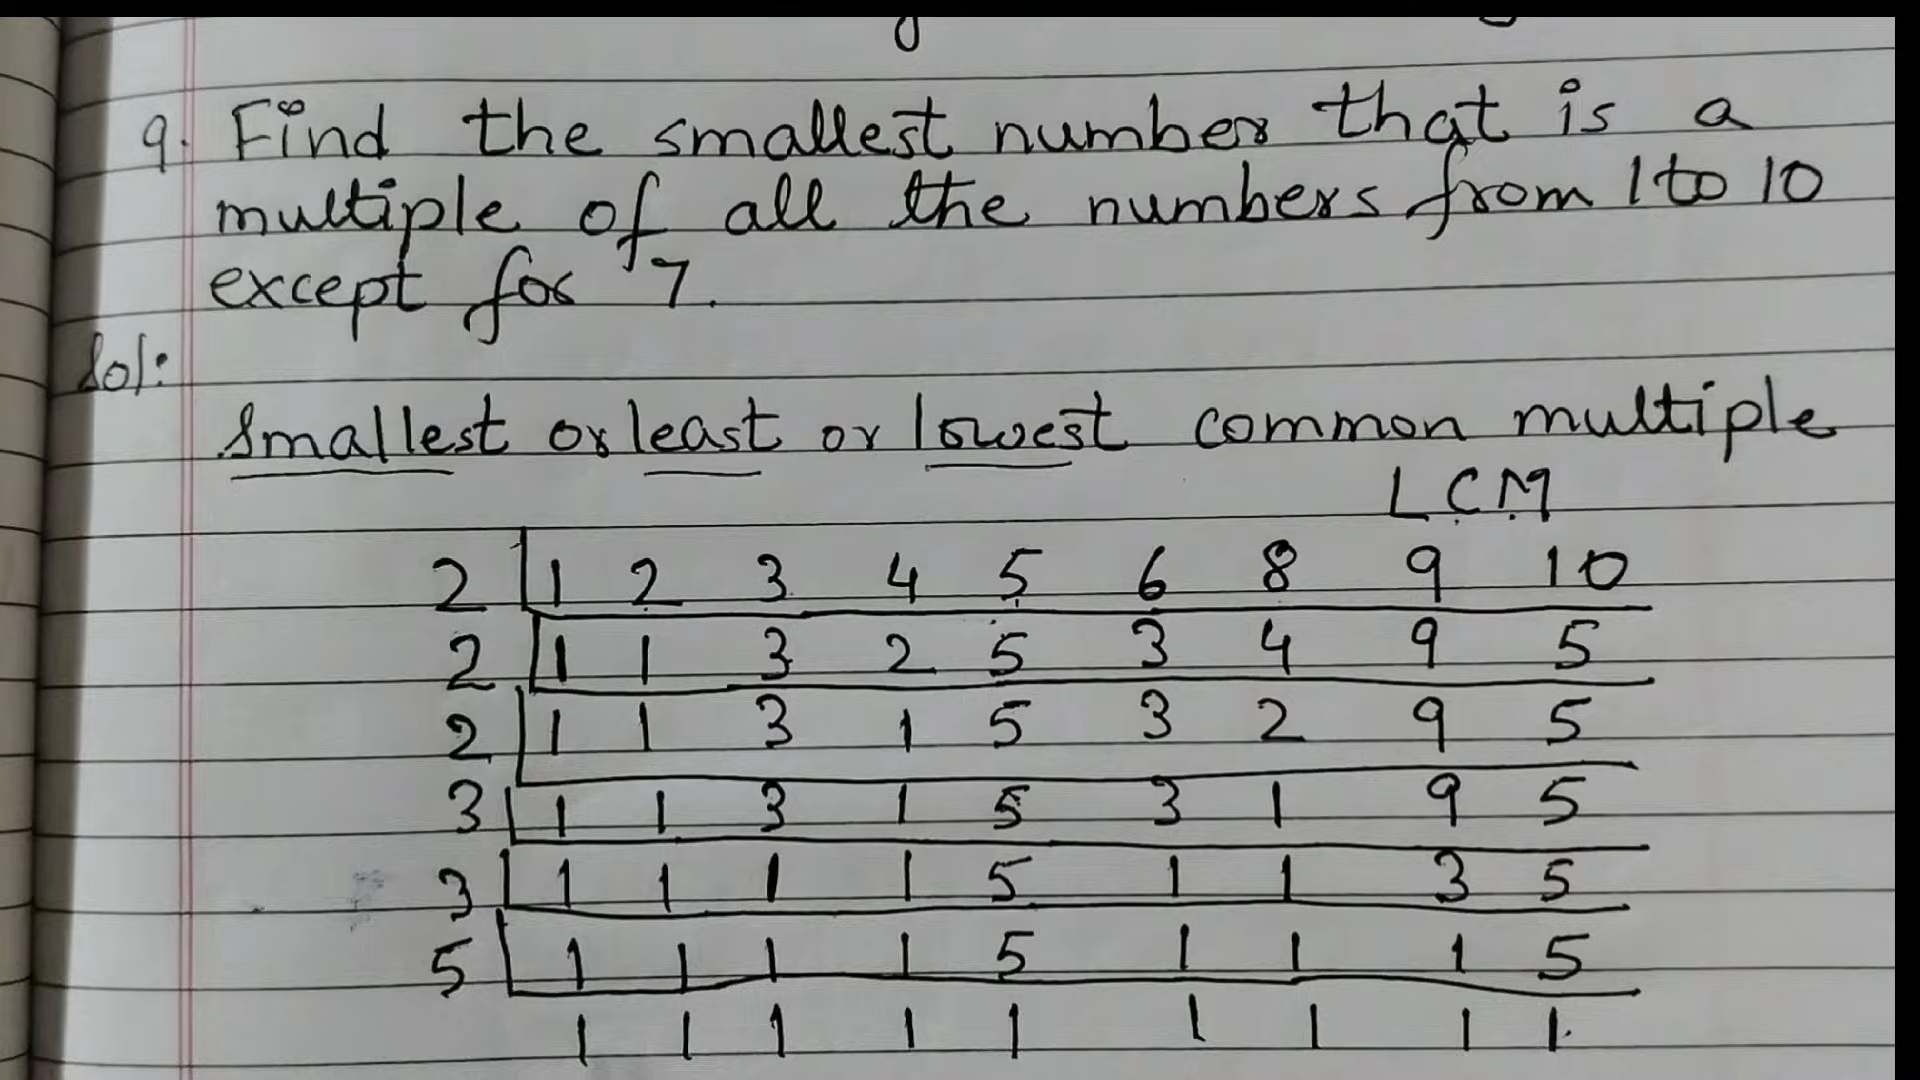 9. Find the smallest number that is a
multiple of all the numbers from 1 to 10
except for 7.
Sol:
Smallest or least or lowest common multiple
LCM
2 1 2 3 4 5 6 8 9 10
2 1 1 3 2 5 3 4 9 5
2 1 1 3 1 5 3 2 9 5
3 1 1 3 1 5 3 1 9 5
3 1 1 1 1 5 1 1 3 5
5 1 1 1 1 5 1 1 1 5
1 1 1 1 1 1 1 1 1